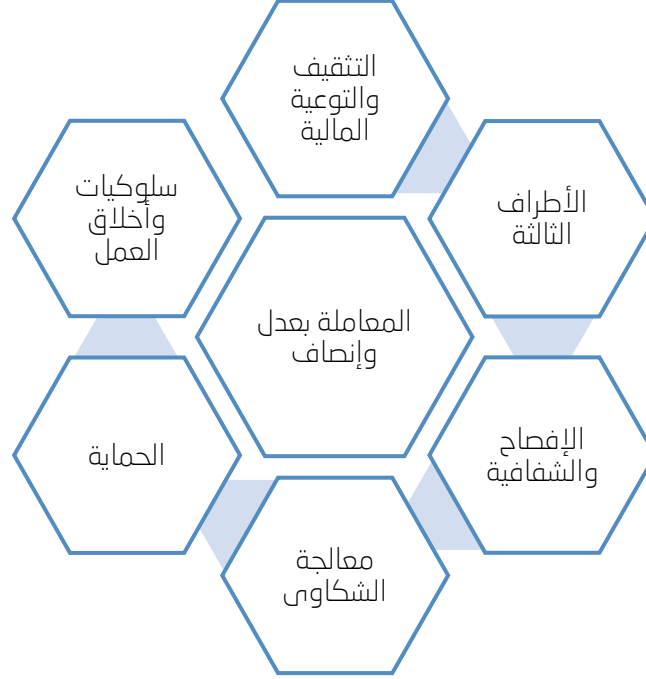 التثقيف
والتوعية
المالية
الأطراف
الثالثة
الإفصاح
والشفافية
معالجة
الشكاوى
الحماية
سلوكيات
وأخلاق
العمل
المعاملة بعدل
وإنصاف